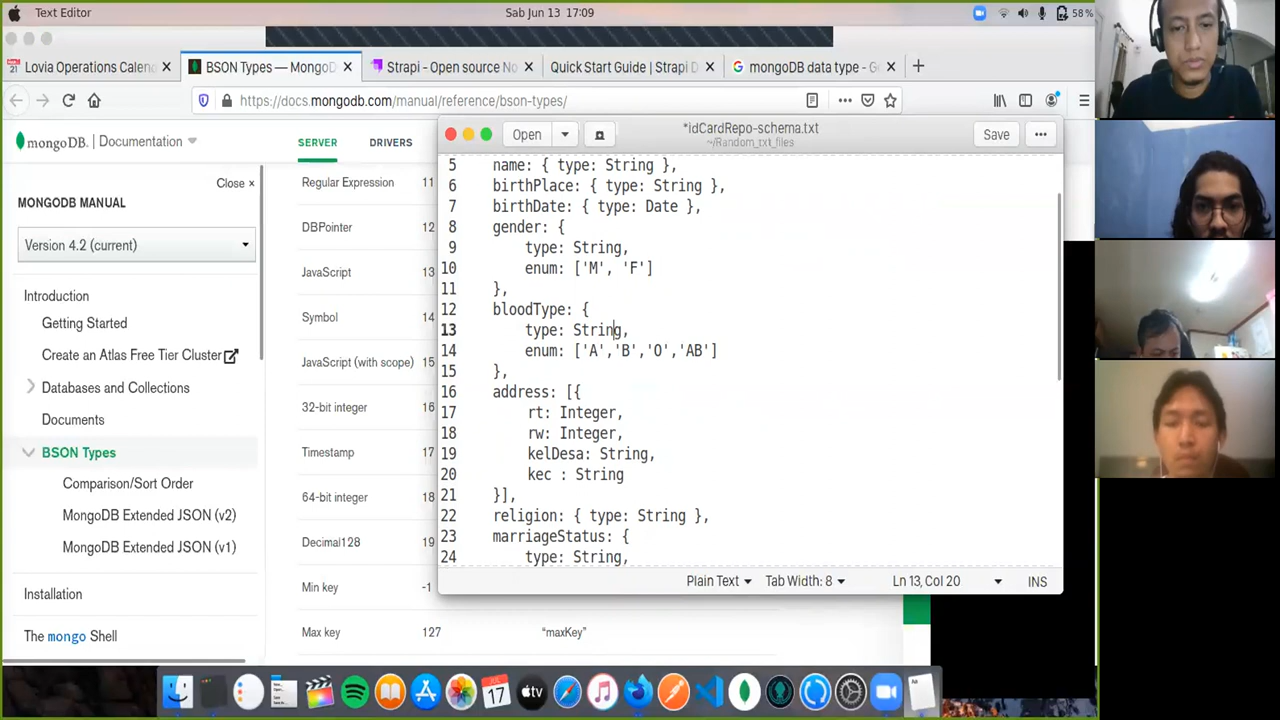 Text Editor
Sab Jun 13 17:09
58 %
Lovia Operations Calen
BSON Types — MongoD
Strapi - Open source No
Quick Start Guide | Strapi D
mongoDB data type - G
https://docs.mongodb.com/manual/reference/bson-types/
mongoDB. | Documentation
SERVER
DRIVERS
Close ×
MONGODB MANUAL
Version 4.2 (current)
Introduction
Getting Started
Create an Atlas Free Tier Cluster
Databases and Collections
Documents
BSON Types
Comparison/Sort Order
MongoDB Extended JSON (v2)
MongoDB Extended JSON (v1)
Installation
The mongo Shell
Regular Expression 11
DBPointer 12
JavaScript 13
Symbol 14
JavaScript (with scope) 15
32-bit integer 16
Timestamp 17
64-bit integer 18
Decimal128 19
Min key -1
Max key 127 “maxKey”
Open
*idCardRepo-schema.txt
~/Random_txt_files
Save
5 name: { type: String },
6 birthPlace: { type: String },
7 birthDate: { type: Date },
8 gender: {
9 type: String,
10 enum: ['M', 'F']
11 },
12 bloodType: {
13 type: String,
14 enum: ['A','B','O','AB']
15 },
16 address: [{
17 rt: Integer,
18 rw: Integer,
19 kelDesa: String,
20 kec : String
21 }],
22 religion: { type: String },
23 marriageStatus: {
24 type: String,
Plain Text
Tab Width: 8
Ln 13, Col 20
INS
17
tv